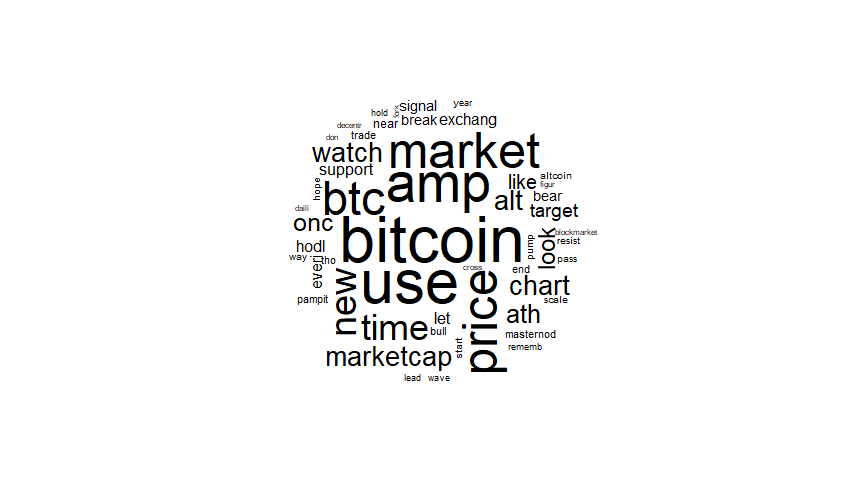 year
signal
hold
fork
break exchang
near
decentr
trade
don
market
watch
support
amp
like
altcoin
figur
hope
btc
alt
bear
target
daili
onc
bitcoin
look
pump
blockmarket
resist
hodl
way
tho
everi
cross
end
pass
use
new
price
chart
pampit
scale
time
let
ath
bull
masternod
start
marketcap
rememb
lead
wave